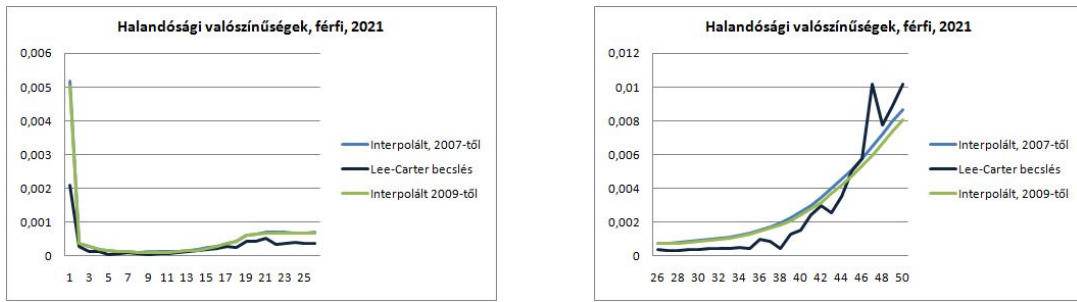 Halandósági valószínűségek, férfi, 2021
0,006
0,005
0,004
0,003
0,002
0,001
0
1 3 5 7 9 11 13 15 17 19 21 23 25
Interpolált, 2007-től
Lee-Carter becslés
Interpolált 2009-től
Halandósági valószínűségek, férfi, 2021
0,012
0,01
0,008
0,006
0,004
0,002
0
26 28 30 32 34 36 38 40 42 44 46 48 50
Interpolált, 2007-től
Lee-Carter becslés
Interpolált, 2009-től